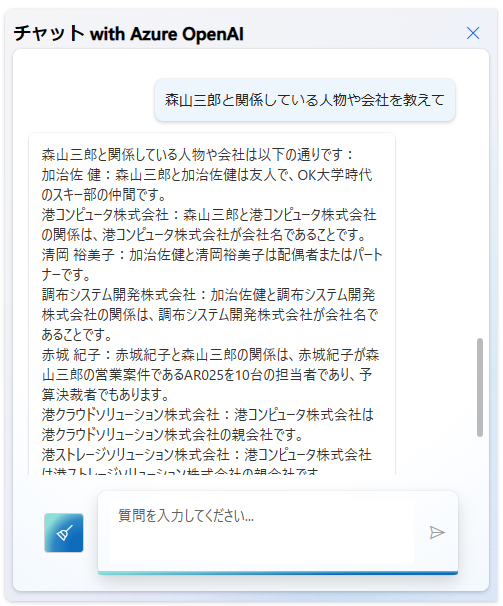 チャット with Azure OpenAI
森山三郎と関係している人物や会社を教えて
森山三郎と関係している人物や会社は以下の通りです：
加治佐 健：森山三郎と加治佐健は友人で、OK大学時代
のスキー部の仲間です。
港コンピュータ株式会社：森山三郎と港コンピュータ株式会社
の関係は、港コンピュータ株式会社が会社名であることです。
清岡 裕美子：加治佐健と清岡裕美子は配偶者またはパート
ナーです。
調布システム開発株式会社：加治佐健と調布システム開発
株式会社の関係は、調布システム開発株式会社が会社名で
あることです。
赤城 紀子：赤城紀子と森山三郎の関係は、赤城紀子が森
山三郎の営業案件であるAR025を10台の担当者であり、予
算決裁者でもあります。
港クラウドソリューション株式会社：港コンピュータ株式会社は
港クラウドソリューション株式会社の親会社です。
港ストレージソリューション株式会社：港コンピュータ株式会社
は港ストレージソリューション株式会社の親会社です
質問を入力してください...